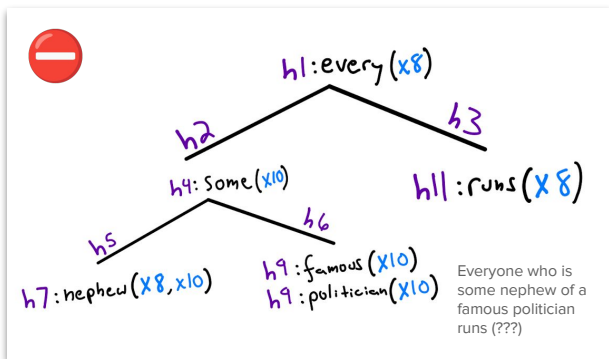 h1:every(x8)
h2
h3
h4:some(x10)
h11:runs(x8)
h5
h6
h7:nephew(x8,x10)
h9:famous(x10)
h9:politician(x10)
Everyone who is
some nephew of a
famous politician
runs (???)